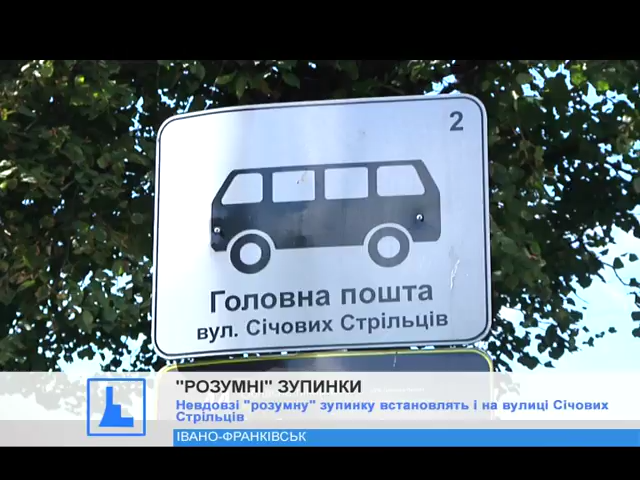 2
Головна пошта
вул. Січових Стрільців
"РОЗУМНІ" ЗУПИНКИ
Невдовзі "розумну" зупинку встановлять і на вулиці Січових
Стрільців
ІВАНО-ФРАНКІВСЬК